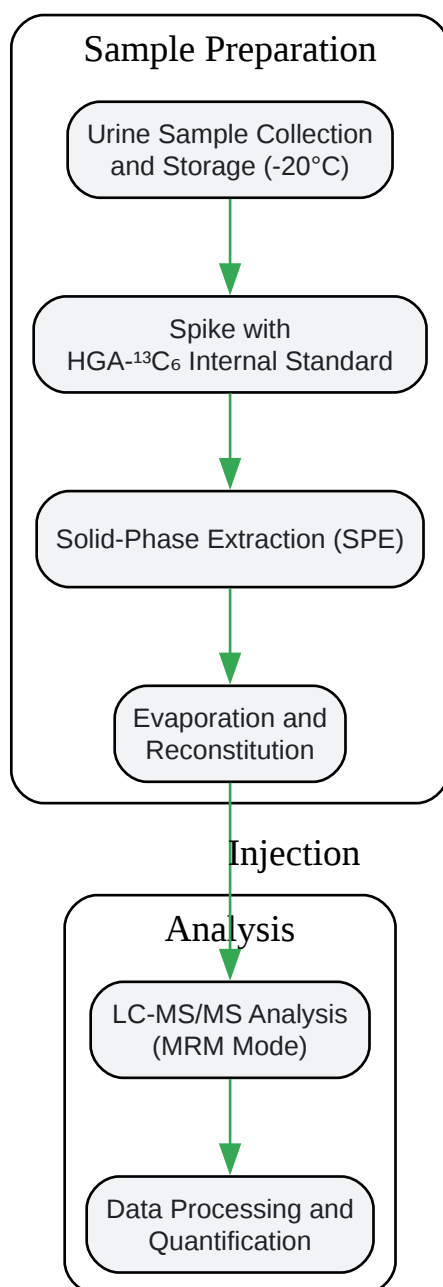 Sample Preparation
Urine Sample Collection
and Storage (-20°C)
Spike with
HGA-¹³C₆ Internal Standard
Solid-Phase Extraction (SPE)
Evaporation and
Reconstitution
Injection
Analysis
LC-MS/MS Analysis
(MRM Mode)
Data Processing and
Quantification